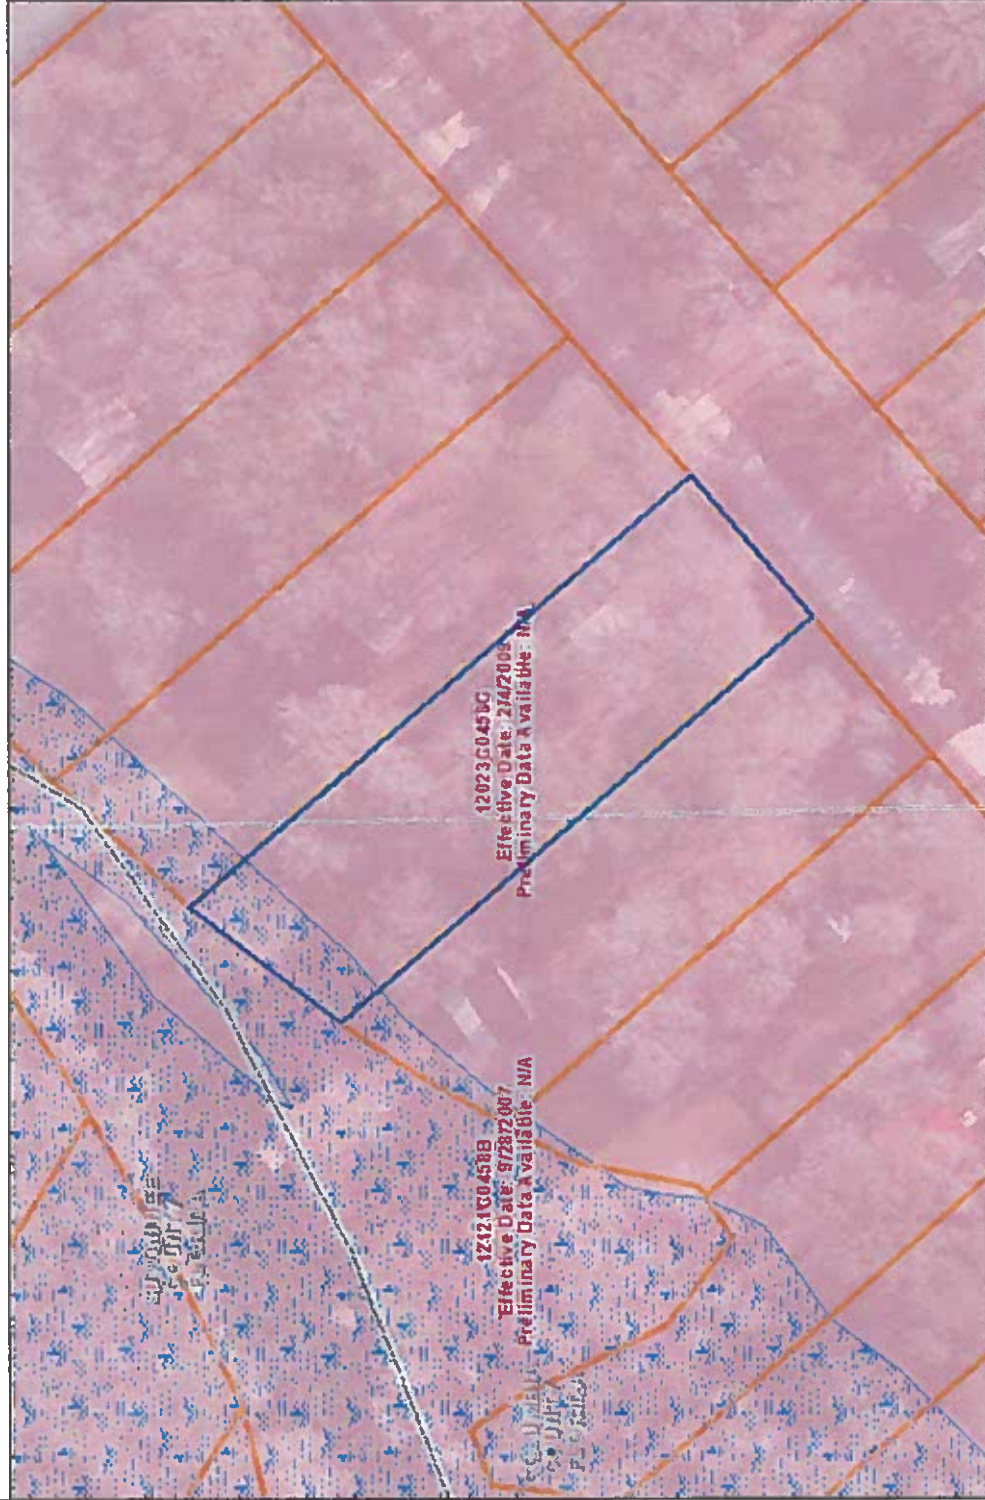 12023C0458C
Effective Date: 2/4/2009
Preliminary Data Available: N/A
12121C0458B
Effective Date: 9/28/2007
Preliminary Data Available: N/A